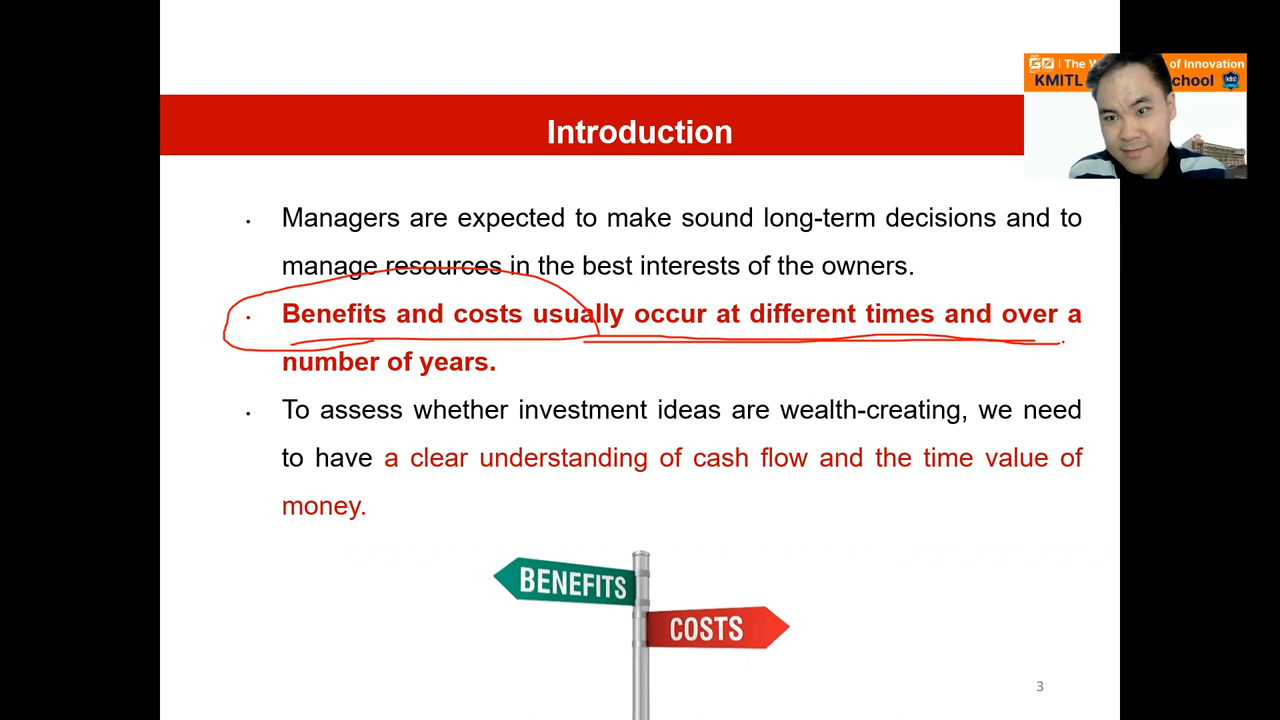 GO | The W of Innovation
KMITL chool KBS
Introduction
· Managers are expected to make sound long-term decisions and to
manage resources in the best interests of the owners.
· Benefits and costs usually occur at different times and over a
number of years.
· To assess whether investment ideas are wealth-creating, we need
to have a clear understanding of cash flow and the time value of
money.
BENEFITS
COSTS
3